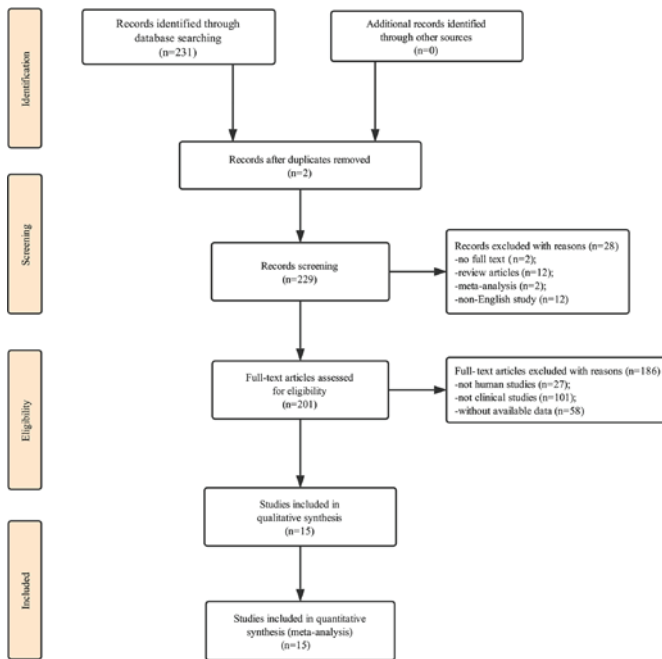 Records identified through
database searching
(n=231)
Additional records identified
through other sources
(n=0)
Identification
Records after duplicates removed
(n=2)
Screening
Records screening
(n=229)
Records excluded with reasons (n=28)
-no full text (n=2);
-review articles (n=12);
-meta-analysis (n=2);
-non-English study (n=12)
Eligibility
Full-text articles assessed
for eligibility
(n=201)
Full-text articles excluded with reasons (n=186)
-not human studies (n=27);
-not clinical studies (n=101);
-without available data (n=58)
Studies included in
qualitative synthesis
(n=15)
Included
Studies included in quantitative
synthesis (meta-analysis)
(n=15)